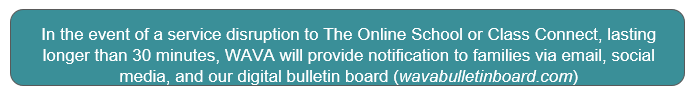 In the event of a service disruption to The Online School or Class Connect, lasting
longer than 30 minutes, WAVA will provide notification to families via email, social
media, and our digital bulletin board (wavabulletinboard.com)